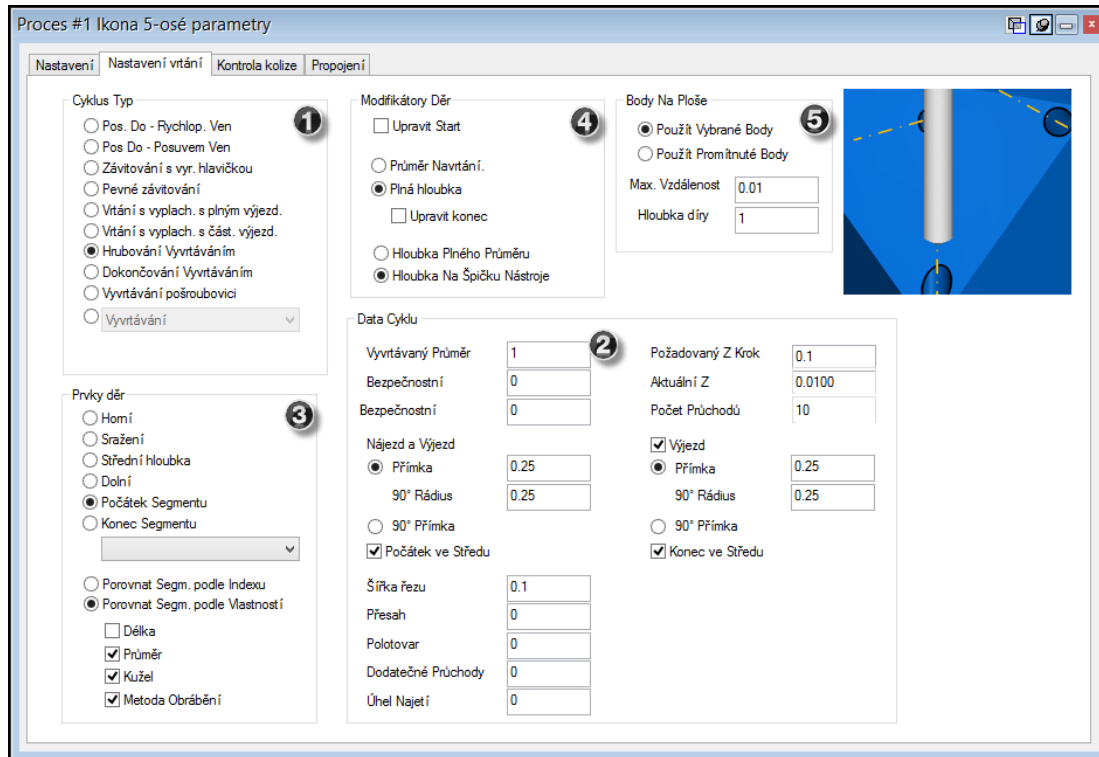 Proces #1 Ikona 5-osé parametry
Nastavení Nastavení vrtání Kontrola kolize Propojení
Cyklus Typ
1
Pos. Do - Rychlop. Ven
Pos Do - Posuvem Ven
Závitování s vyr. hlavičkou
Pevné závitování
Vrtání s vyplach. s plným výjezd.
Vrtání s vyplach. s část. výjezd.
Hrubování Vyvrtáváním
Dokončování Vyvrtáváním
Vyvrtávání pošroubovici
Vyvrtávání
Prvky děr
3
Horní
Sražení
Střední hloubka
Dolní
Počátek Segmentu
Konec Segmentu
Porovnat Segm. podle Indexu
Porovnat Segm. podle Vlastností
Délka
Průměr
Kužel
Metoda Obrábění
Modifikátory Děr
4
Upravit Start
Průměr Navrtání.
Plná hloubka
Upravit konec
Hloubka Plného Průměru
Hloubka Na Špičku Nástroje
Body Na Ploše
5
Použít Vybrané Body
Použít Promítnuté Body
Max. Vzdálenost 0.01
Hloubka díry 1
Data Cyklu
2
Vyvrtávaný Průměr 1
Bezpečnostní 0
Bezpečnostní 0
Nájezd a Výjezd
Přímka 0.25
90° Rádius 0.25
90° Přímka
Počátek ve Středu
Šířka řezu 0.1
Přesah 0
Polotovar 0
Dodatečné Průchody 0
Úhel Najetí 0
Požadovaný Z Krok 0.1
Aktuální Z 0.0100
Počet Průchodů 10
Výjezd
Přímka 0.25
90° Rádius 0.25
90° Přímka
Konec ve Středu